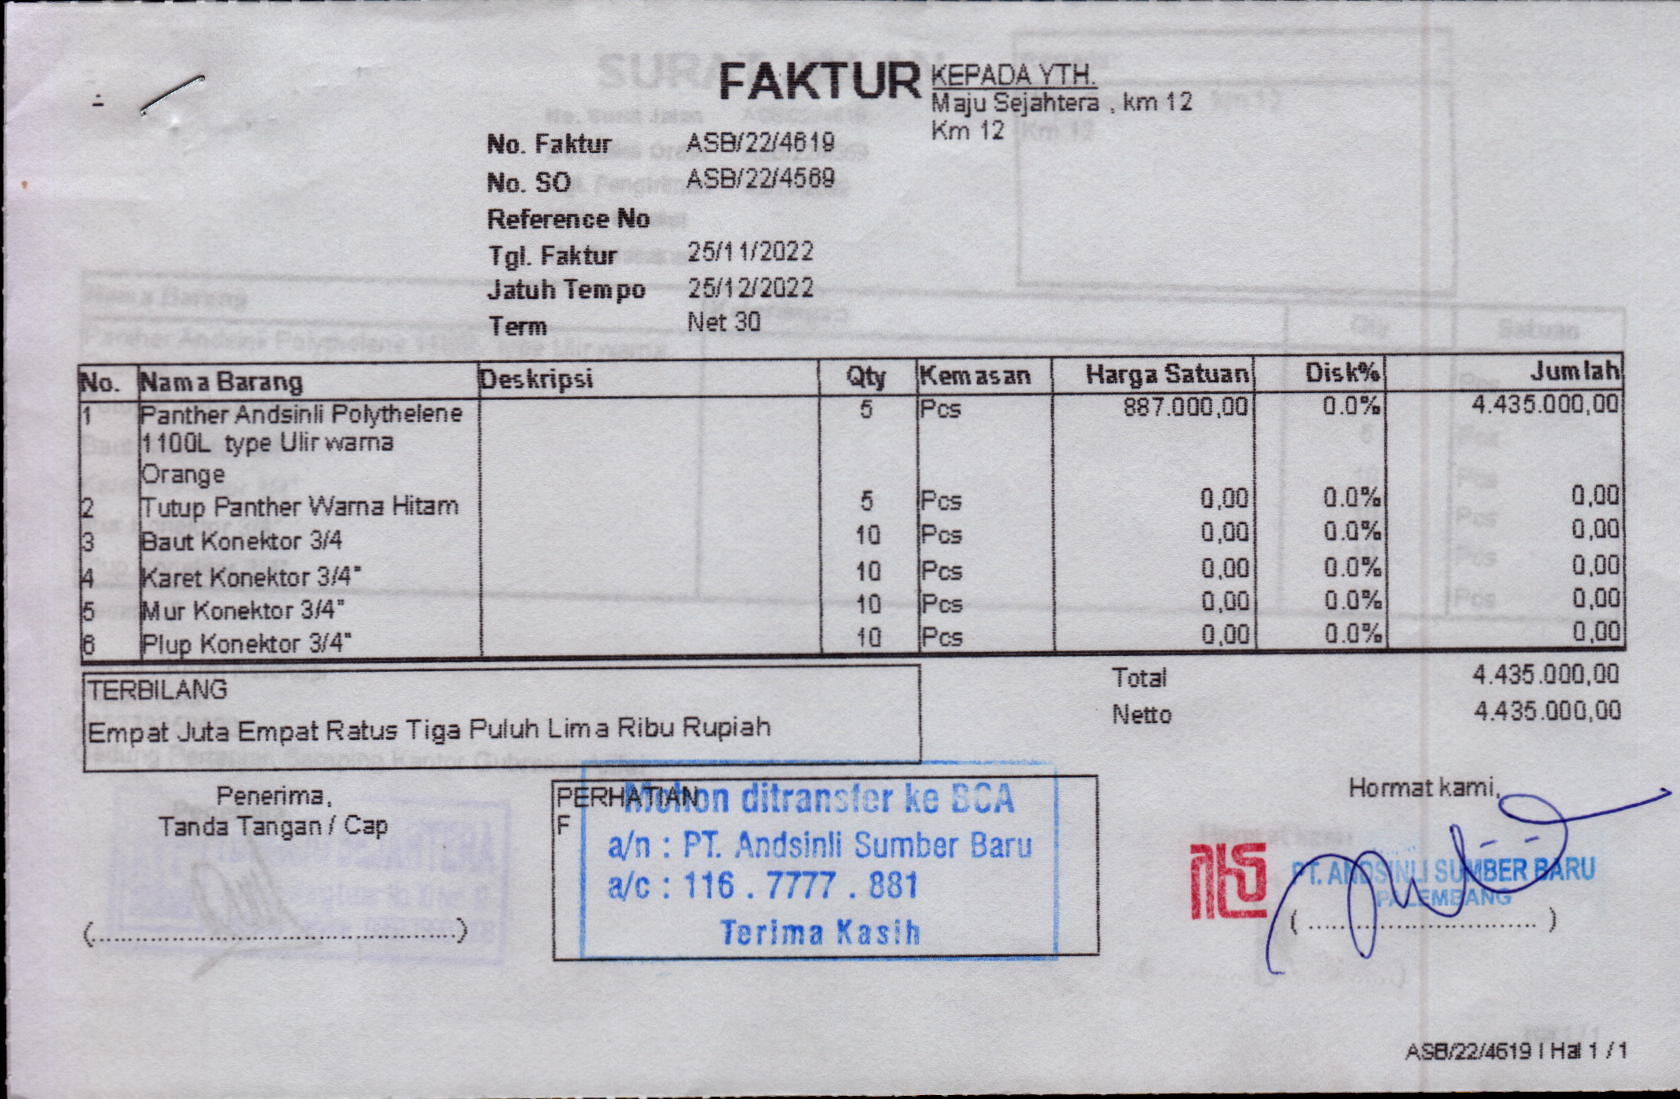 FAKTUR
KEPADA YTH.
Maju Sejahtera , km 12
Km 12
No. Faktur ASB/22/4619
No. SO ASB/22/4569
Reference No
Tgl. Faktur 25/11/2022
Jatuh Tempo 25/12/2022
Term Net 30
No. Nama Barang Deskripsi Qty Kemasan Harga Satuan Disk% Jumlah
1 Panther Andsinli Polythelene 5 Pcs 887.000,00 0.0% 4.435.000,00
1100L type Ulir warna
Orange
2 Tutup Panther Warna Hitam 5 Pcs 0,00 0.0% 0,00
3 Baut Konektor 3/4 10 Pcs 0,00 0.0% 0,00
4 Karet Konektor 3/4" 10 Pcs 0,00 0.0% 0,00
5 Mur Konektor 3/4" 10 Pcs 0,00 0.0% 0,00
6 Plup Konektor 3/4" 10 Pcs 0,00 0.0% 0,00
Total 4.435.000,00
Netto 4.435.000,00
TERBILANG
Empat Juta Empat Ratus Tiga Puluh Lima Ribu Rupiah
Penerima,
Tanda Tangan / Cap
(..................................................)
PERHATIAN
F
Mohon ditransfer ke BCA
a/n : PT. Andsinli Sumber Baru
a/c : 116 . 7777 . 881
Terima Kasih
Hormat kami,
PT. ANDSINLI SUMBER BARU
PALEMBANG
( .............................. )
ASB/22/4619 | Hal 1 / 1